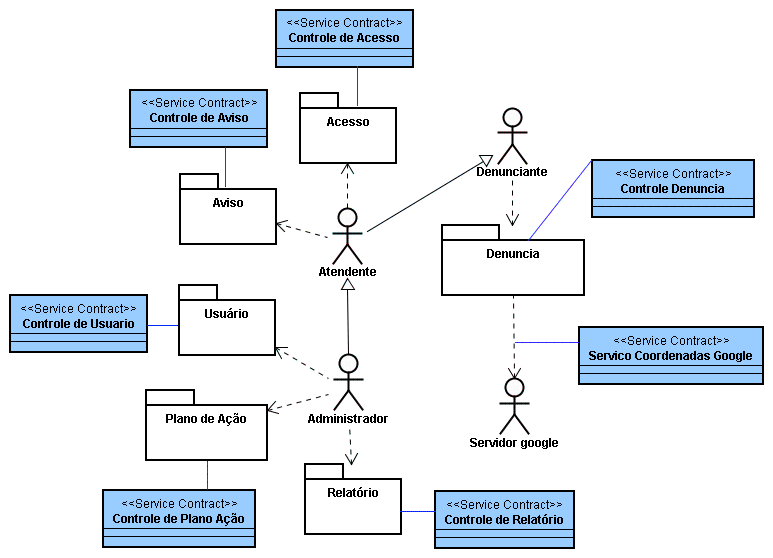 <<Service Contract>>
Controle de Acesso
<<Service Contract>>
Controle de Aviso
Acesso
Denunciante
<<Service Contract>>
Controle Denuncia
Aviso
Atendente
Denuncia
<<Service Contract>>
Controle de Usuario
Usuário
<<Service Contract>>
Servico Coordenadas Google
Plano de Ação
Administrador
Servidor google
<<Service Contract>>
Controle de Plano Ação
Relatório
<<Service Contract>>
Controle de Relatório